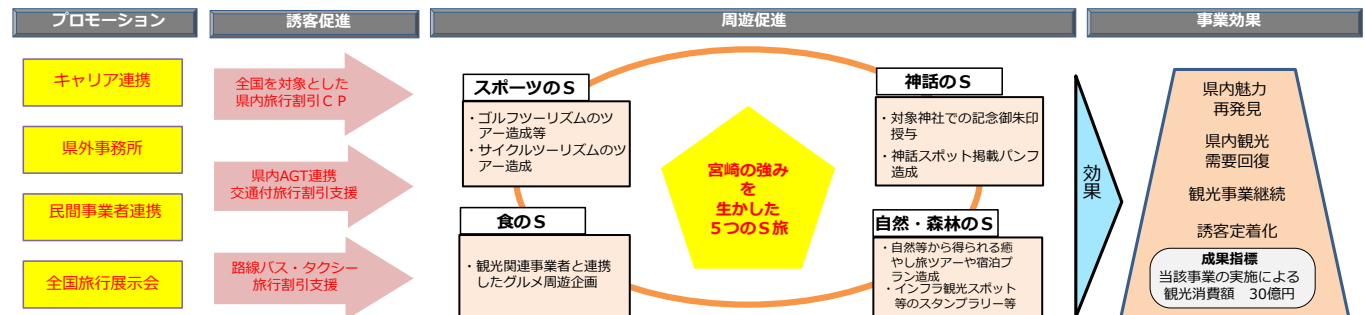 プロモーション
キャリア連携
県外事務所
民間事業者連携
全国旅行展示会
誘客促進
全国を対象とした
県内旅行割引ＣＰ
県内AGT連携
交通付旅行割引支援
路線バス・タクシー
旅行割引支援
周遊促進
スポーツのＳ
・ゴルフツーリズムのツ
アー造成等
・サイクルツーリズムのツ
アー造成
神話のＳ
・対象神社での記念御朱印
授与
・神話スポット掲載パンフ
造成
宮崎の強み
を
生かした
５つのＳ旅
食のＳ
・観光関連事業者と連携
したグルメ周遊企画
自然・森林のＳ
・自然等から得られる癒
やし旅ツアーや宿泊プ
ラン造成
・インフラ観光スポット
等のスタンプラリー等
効果
事業効果
県内魅力
再発見
県内観光
需要回復
観光事業継続
誘客定着化
成果指標
当該事業の実施による
観光消費額　30億円